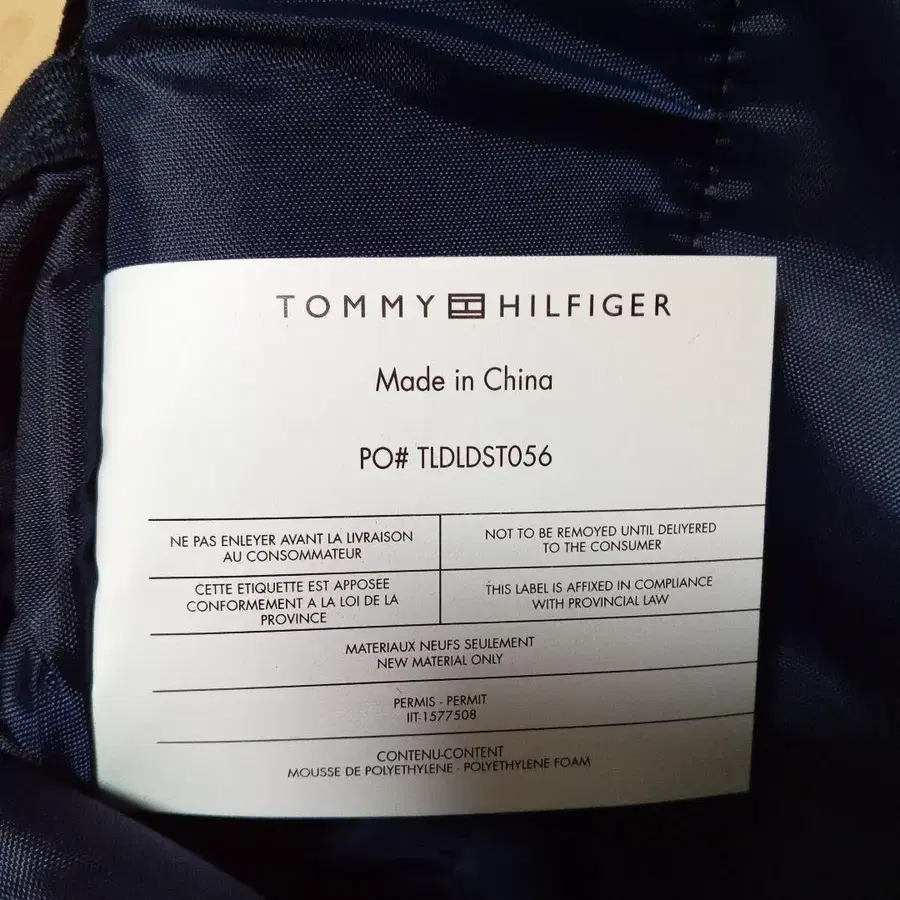 TOMMY HILFIGER
Made in China
PO# TLDLDST056
NE PAS ENLEYER AVANT LA LIVRAISON
AU CONSOMMATEUR
NOT TO BE REMOYED UNTIL DELIYERED
TO THE CONSUMER
CETTE ETIQUETTE EST APPOSEE
CONFORMEMENT A LA LOI DE LA
PROVINCE
THIS LABEL IS AFFIXED IN COMPLIANCE
WITH PROVINCIAL LAW
MATERIAUX NEUFS SEULEMENT
NEW MATERIAL ONLY
PERMIS - PERMIT
IIT-1577508
CONTENU-CONTENT
MOUSSE DE POLYETHYLENE - POLYETHYLENE FOAM